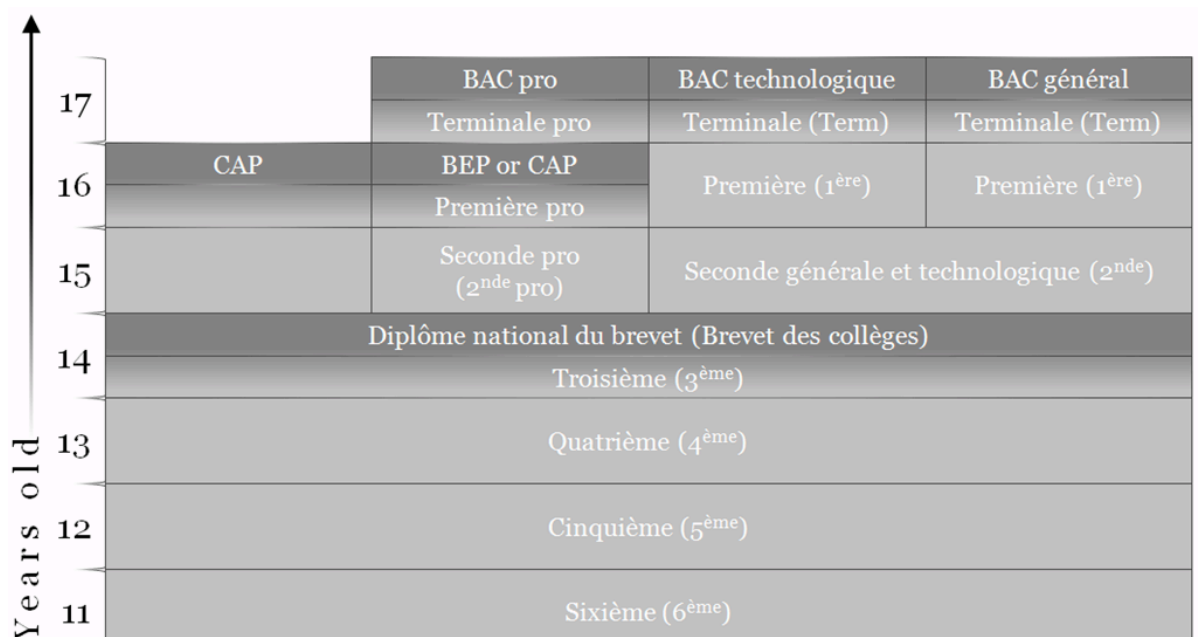 17
BAC pro
BAC technologique
BAC général
Terminale pro
Terminale (Term)
Terminale (Term)
16
CAP
BEP or CAP
Première (1ère)
Première (1ère)
Première pro
15
Seconde pro
(2nde pro)
Seconde générale et technologique (2nde)
14
Diplôme national du brevet (Brevet des collèges)
Troisième (3ème)
13
Quatrième (4ème)
12
Cinquième (5ème)
11
Sixième (6ème)
Years old